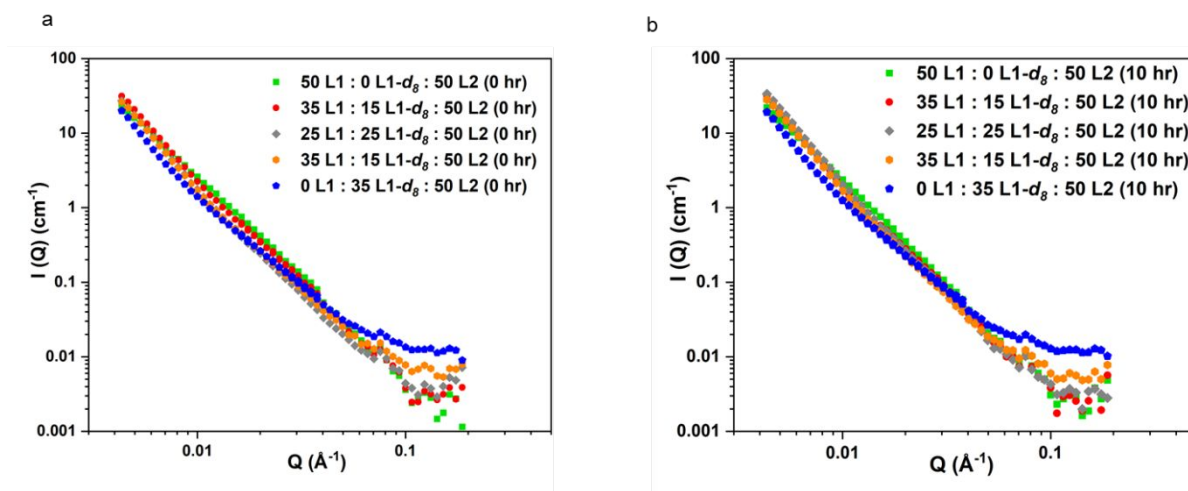 a
100
10
1
0.1
0.01
0.001
I (Q) (cm⁻¹)
50 L1 : 0 L1-d₈ : 50 L2 (0 hr)
35 L1 : 15 L1-d₈ : 50 L2 (0 hr)
25 L1 : 25 L1-d₈ : 50 L2 (0 hr)
35 L1 : 15 L1-d₈ : 50 L2 (0 hr)
0 L1 : 35 L1-d₈ : 50 L2 (0 hr)
0.01 0.1
Q (Å⁻¹)
b
100
10
1
0.1
0.01
0.001
I (Q) (cm⁻¹)
50 L1 : 0 L1-d₈ : 50 L2 (10 hr)
35 L1 : 15 L1-d₈ : 50 L2 (10 hr)
25 L1 : 25 L1-d₈ : 50 L2 (10 hr)
35 L1 : 15 L1-d₈ : 50 L2 (10 hr)
0 L1 : 35 L1-d₈ : 50 L2 (10 hr)
0.01 0.1
Q (Å⁻¹)